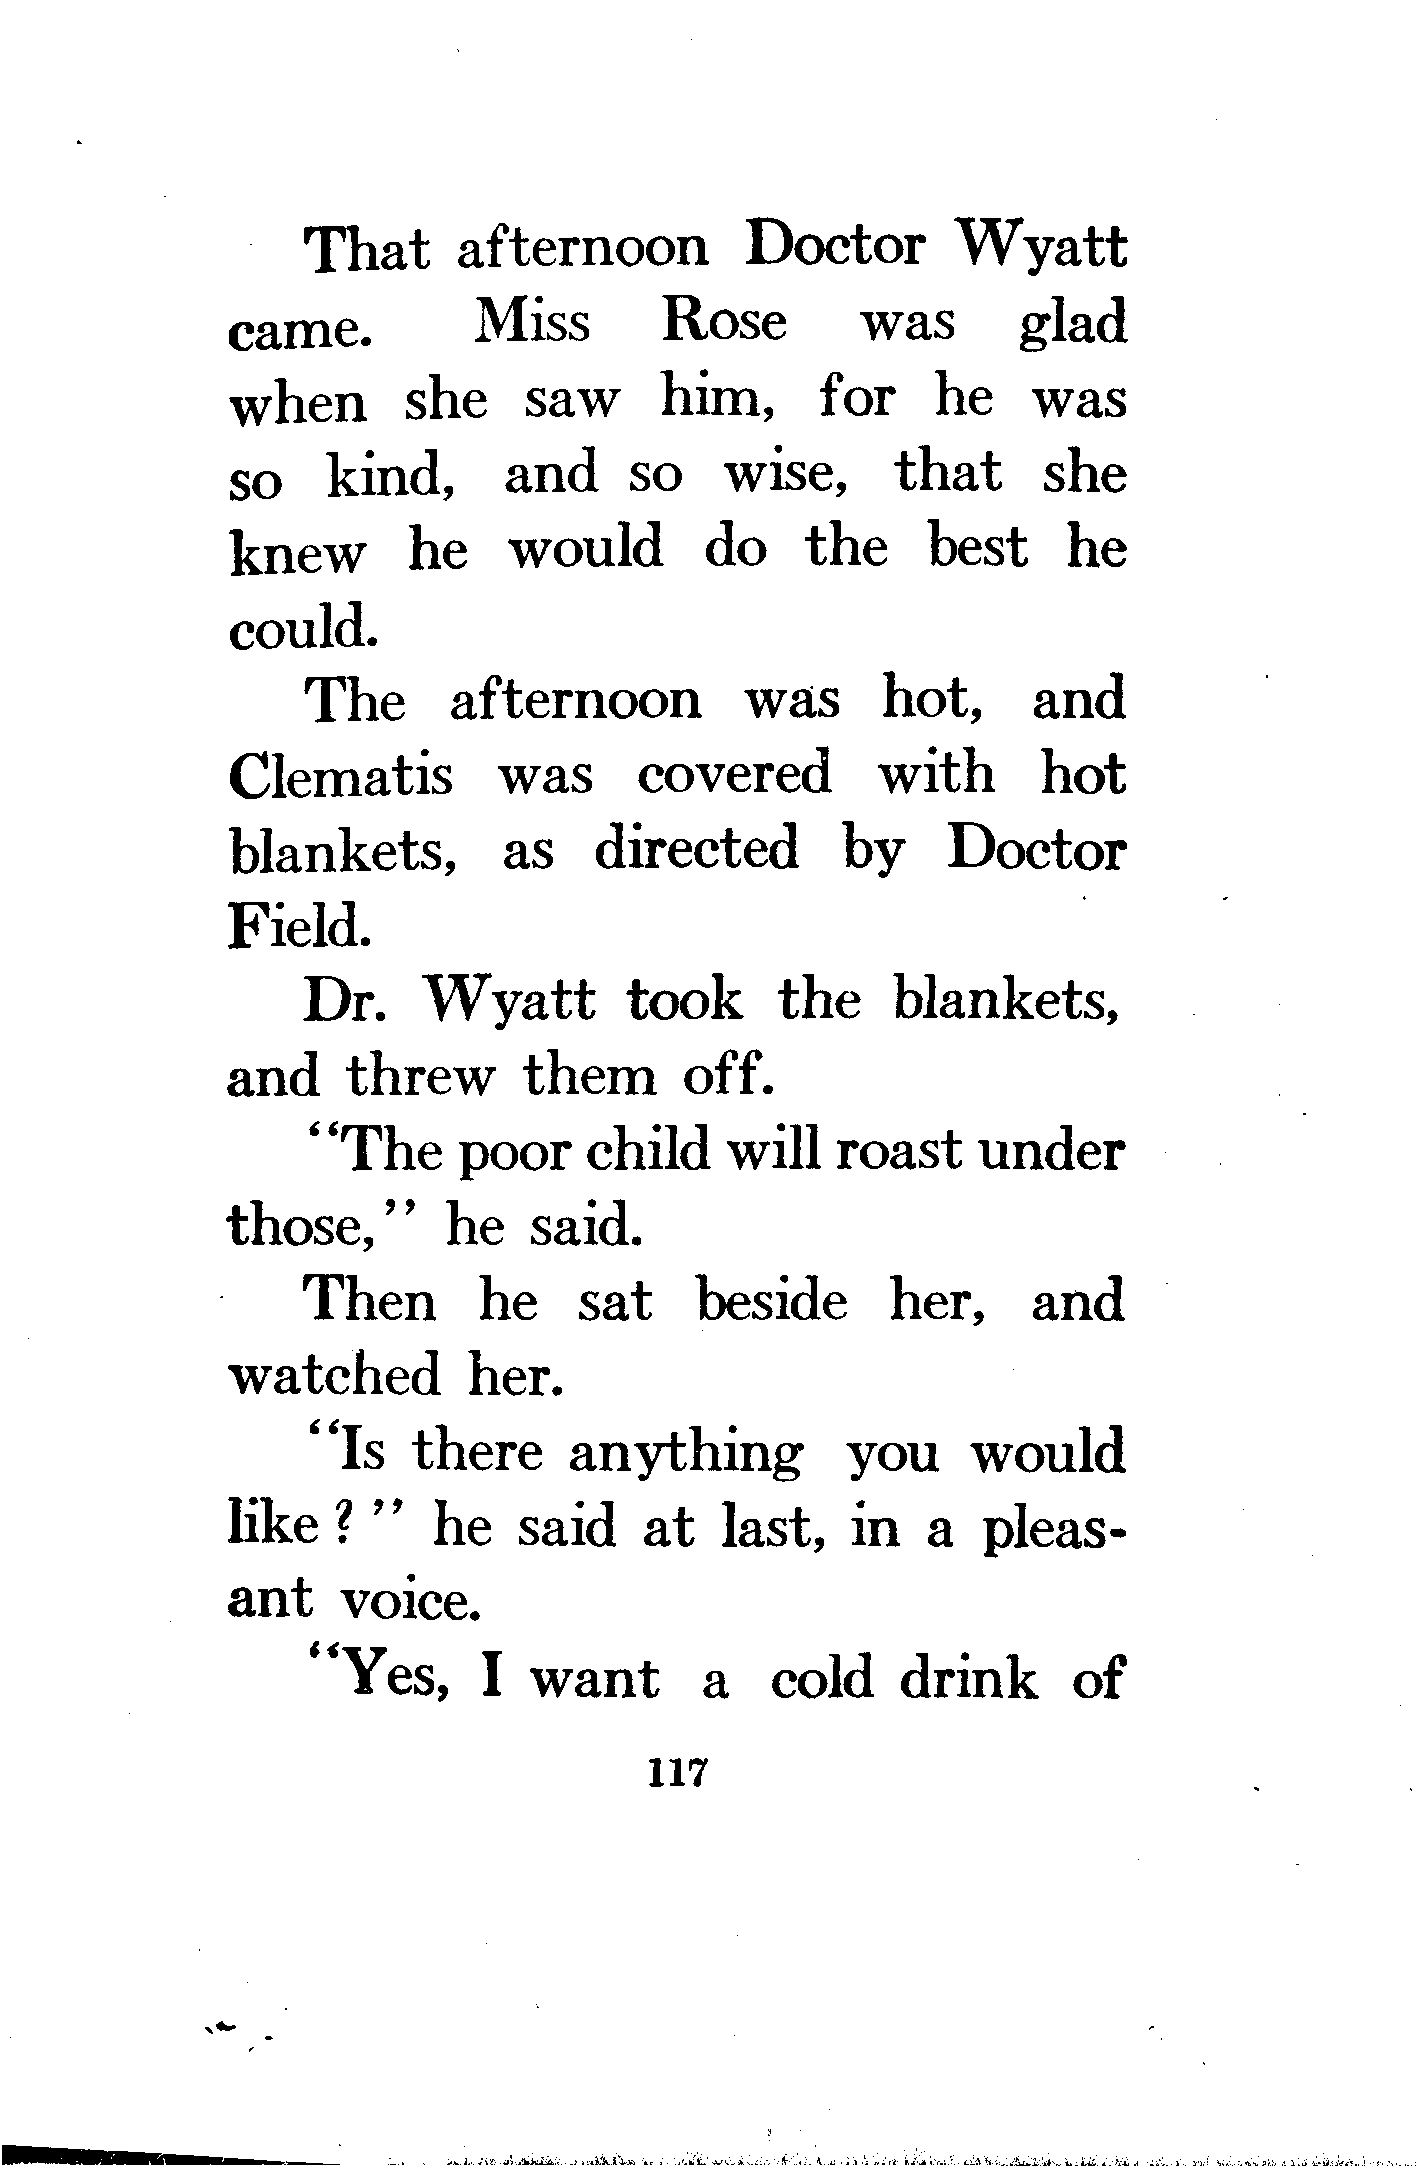 That afternoon Doctor Wyatt
came. Miss Rose was glad
when she saw him, for he was
so kind, and so wise, that she
knew he would do the best he
could.
The afternoon was hot, and
Clematis was covered with hot
blankets, as directed by Doctor
Field.
Dr. Wyatt took the blankets,
and threw them off.
"The poor child will roast under
those," he said.
Then he sat beside her, and
watched her.
"Is there anything you would
like?" he said at last, in a pleas-
ant voice.
"Yes, I want a cold drink of
117